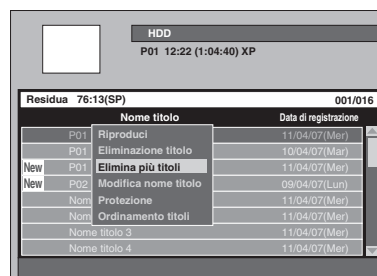 HDD
P01 12:22 (1:04:40) XP
Residua 76:13(SP) 001/016
Nome titolo Data di registrazione
P01 Riproduci 11/04/07(Mer)
P01 Eliminazione titolo 10/04/07(Mar)
New P01 Elimina più titoli 11/04/07(Mer)
New P02 Modifica nome titolo 09/04/07(Lun)
Nom Protezione 11/04/07(Mer)
Nom Ordinamento titoli 11/04/07(Mer)
Nome titolo 3 11/04/07(Mer)
Nome titolo 4 11/04/07(Mer)